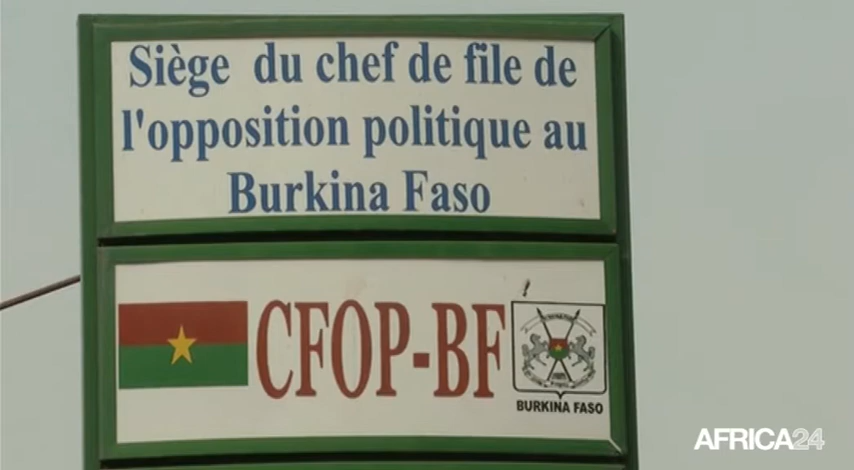 Siège du chef de file de
l'opposition politique au
Burkina Faso
CFOP-BF
BURKINA FASO
AFRICA24